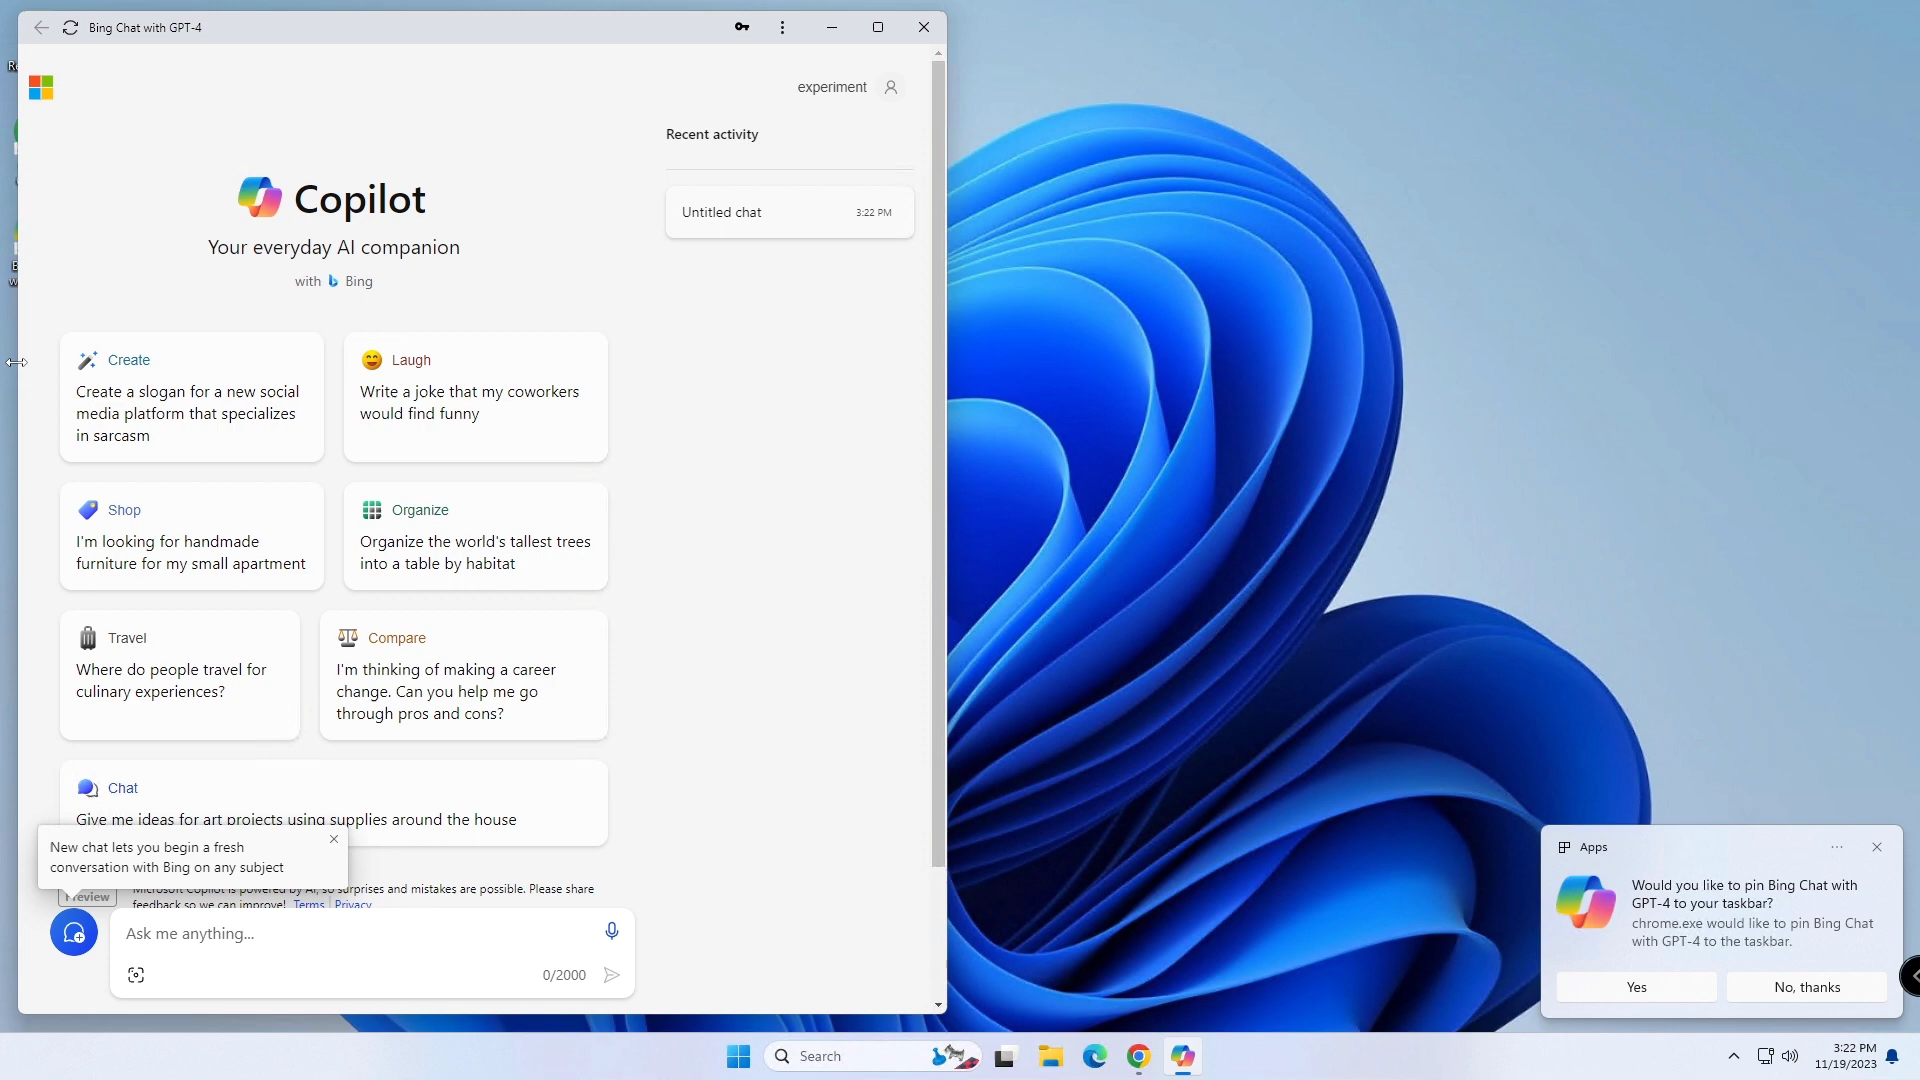 Bing Chat with GPT-4
experiment
Recent activity
Untitled chat
3:22 PM
Copilot
Your everyday AI companion
with Bing
Create
Create a slogan for a new social
media platform that specializes
in sarcasm
Laugh
Write a joke that my coworkers
would find funny
Shop
I'm looking for handmade
furniture for my small apartment
Organize
Organize the world's tallest trees
into a table by habitat
Travel
Where do people travel for
culinary experiences?
Compare
I'm thinking of making a career
change. Can you help me go
through pros and cons?
Chat
Give me ideas for art projects using supplies around the house
New chat lets you begin a fresh
conversation with Bing on any subject
Preview
Microsoft Copilot is powered by AI, so surprises and mistakes are possible. Please share
feedback so we can improve! Terms | Privacy
Ask me anything...
0/2000
Apps
Would you like to pin Bing Chat with
GPT-4 to your taskbar?
chrome.exe would like to pin Bing Chat
with GPT-4 to the taskbar.
Yes
No, thanks
Search
3:22 PM
11/19/2023